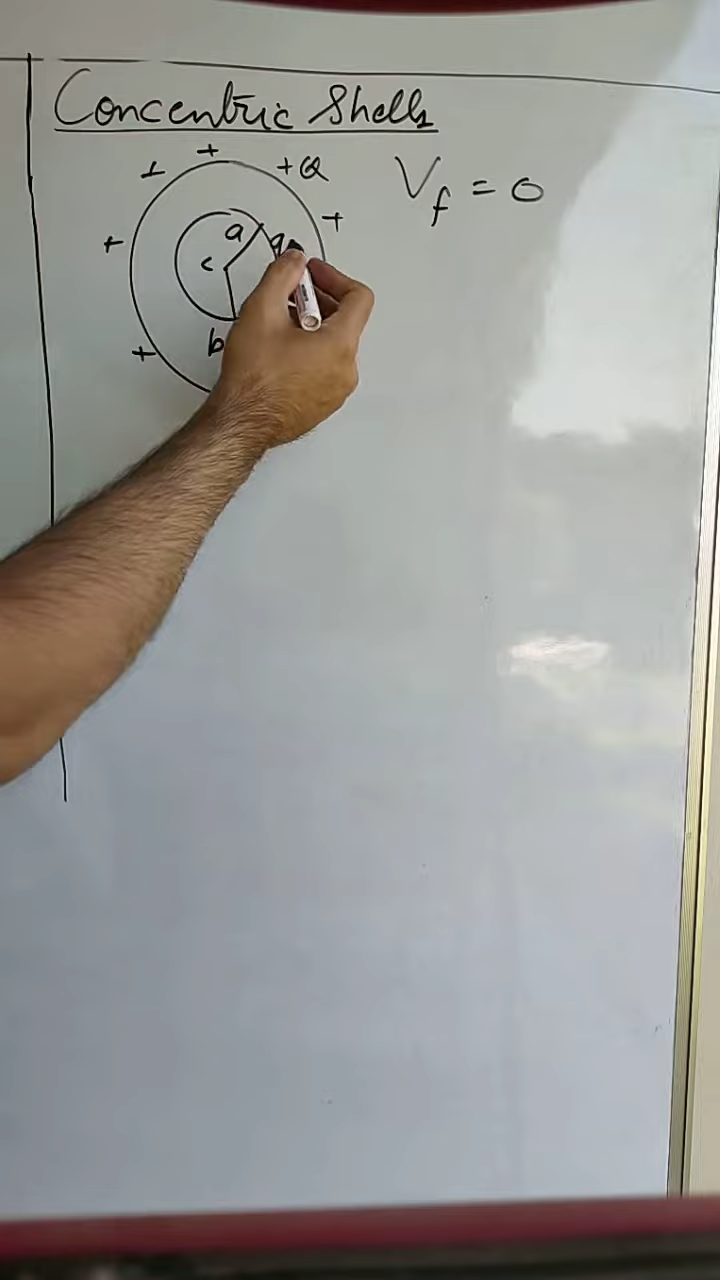 Concentric Shells
+ + +Q
+ +
a q
c
b
+
V_f = 0